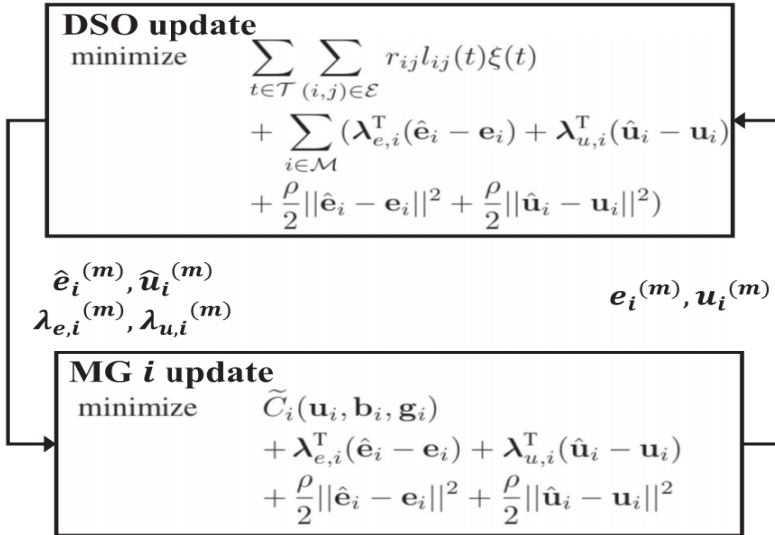 DSO update
minimize ∑_{t∈𝒯} ∑_{(i,j)∈ℰ} r_{ij}l_{ij}(t)ξ(t)
+ ∑_{i∈ℳ} (λ_{e,i}^T(ê_i − e_i) + λ_{u,i}^T(û_i − u_i)
+ ρ/2||ê_i − e_i||² + ρ/2||û_i − u_i||²)
ê_i^{(m)}, û_i^{(m)}
λ_{e,i}^{(m)}, λ_{u,i}^{(m)}
e_i^{(m)}, u_i^{(m)}
MG i update
minimize C̃_i(u_i, b_i, g_i)
+ λ_{e,i}^T(ê_i − e_i) + λ_{u,i}^T(û_i − u_i)
+ ρ/2||ê_i − e_i||² + ρ/2||û_i − u_i||²